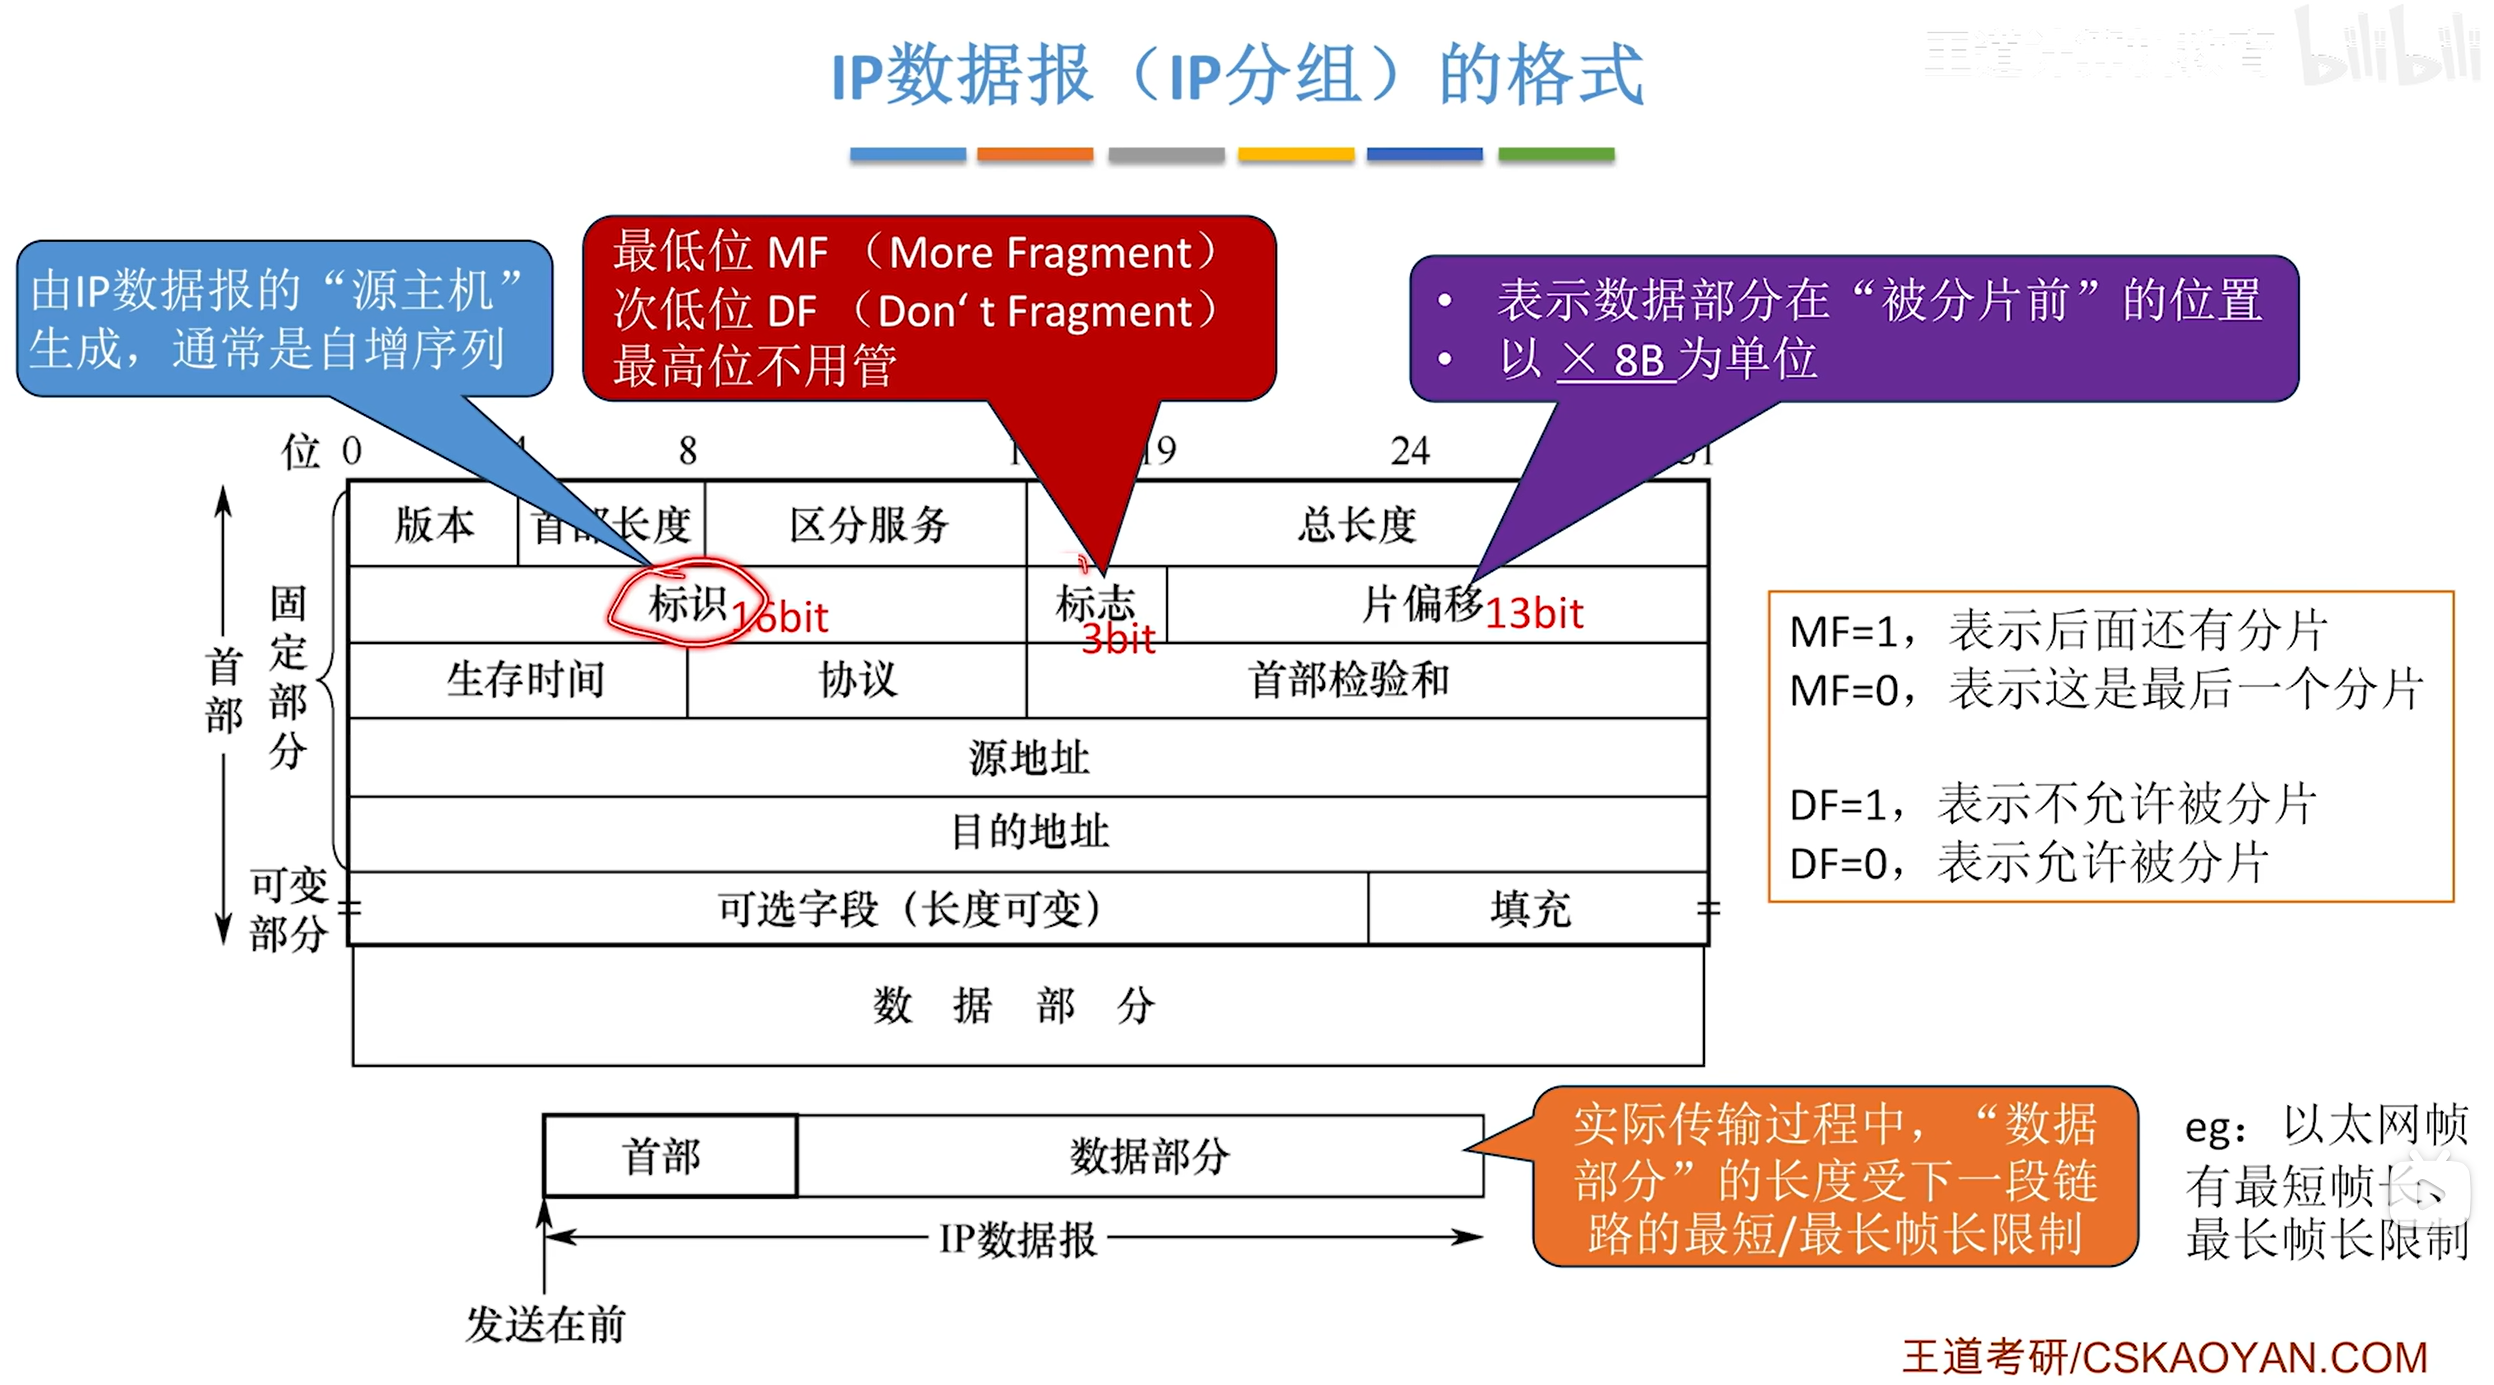 IP数据报（IP分组）的格式
bilibili
由IP数据报的“源主机”
生成，通常是自增序列
最低位 MF （More Fragment）
次低位 DF （Don‘ t Fragment）
最高位不用管
• 表示数据部分在“被分片前”的位置
• 以 × 8B 为单位
位 0 8 19 24
版本 首部长度 区分服务 总长度
标识 16bit 标志 3bit 片偏移 13bit
生存时间 协议 首部检验和
源地址
目的地址
可选字段（长度可变） 填充
数 据 部 分
首部
固定部分
可变
部分
MF=1，表示后面还有分片
MF=0，表示这是最后一个分片
DF=1，表示不允许被分片
DF=0，表示允许被分片
首部 数据部分
IP数据报
发送在前
实际传输过程中，“数据
部分”的长度受下一段链
路的最短/最长帧长限制
eg：以太网帧
有最短帧长、
最长帧长限制
王道考研/CSKAOYAN.COM